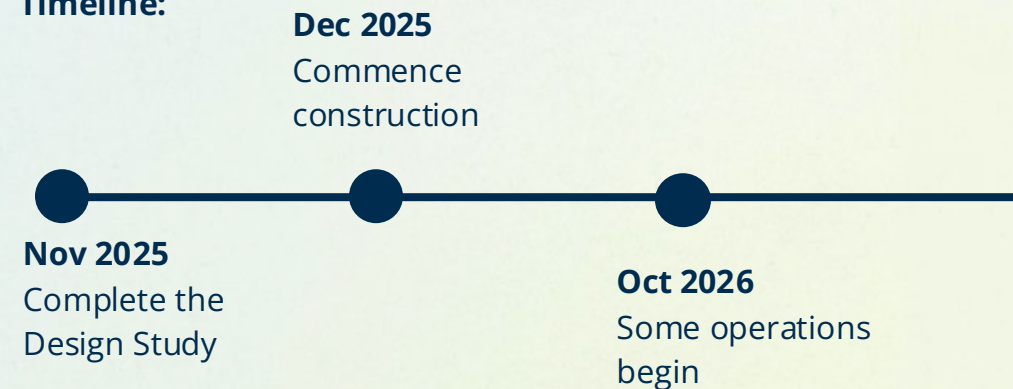 Timeline:
Dec 2025
Commence
construction
Nov 2025
Complete the
Design Study
Oct 2026
Some operations
begin